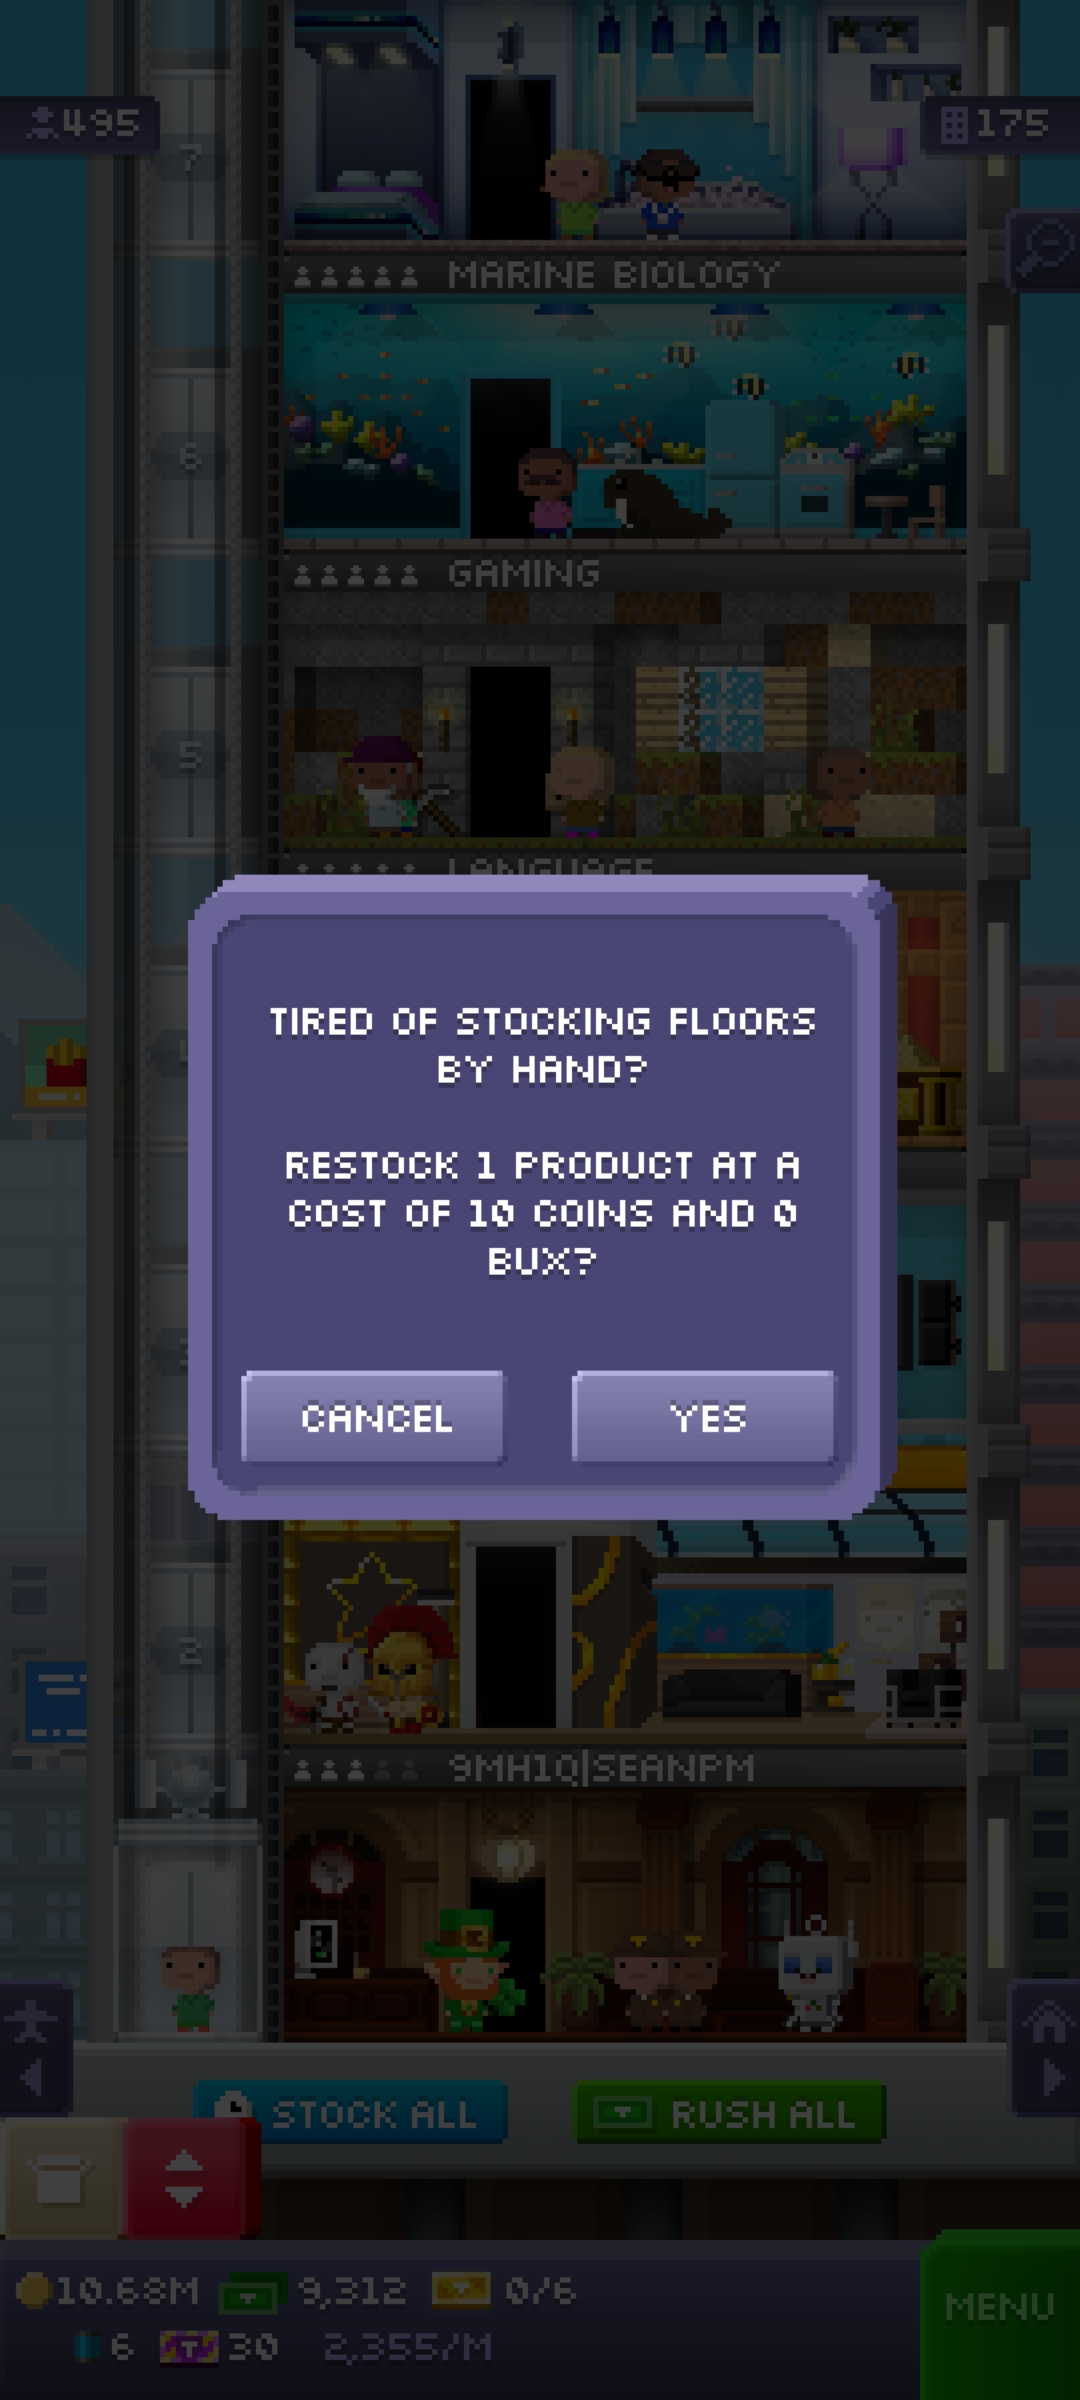 495
175
7
MARINE BIOLOGY
6
GAMING
5
LANGUAGE
TIRED OF STOCKING FLOORS
BY HAND?
RESTOCK 1 PRODUCT AT A
COST OF 10 COINS AND 0
BUX?
CANCEL
YES
2
9MH1Q|SEANPM
STOCK ALL
RUSH ALL
10.68M
9,312
0/6
6
30
2,355/M
MENU